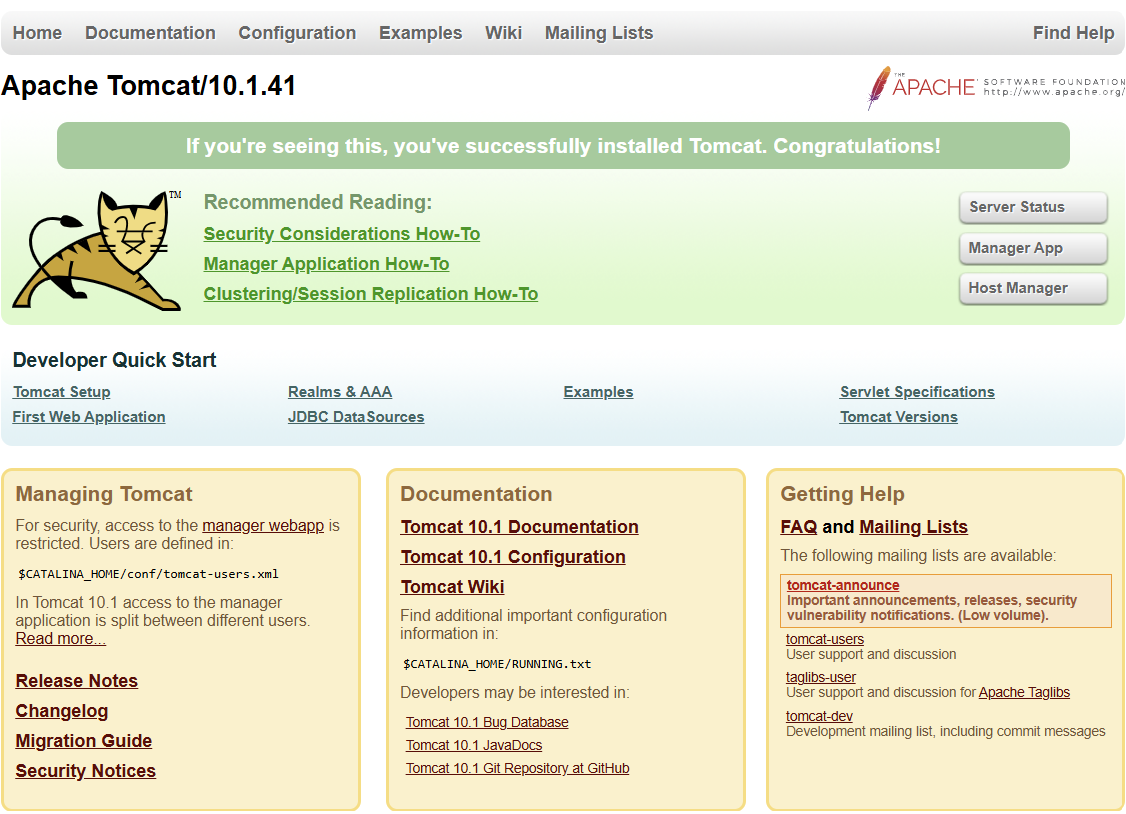 Home Documentation Configuration Examples Wiki Mailing Lists Find Help
Apache Tomcat/10.1.41
THE APACHE® SOFTWARE FOUNDATION
http://www.apache.org/
If you're seeing this, you've successfully installed Tomcat. Congratulations!
TM
Recommended Reading:
Security Considerations How-To
Manager Application How-To
Clustering/Session Replication How-To
Server Status
Manager App
Host Manager
Developer Quick Start
Tomcat Setup
First Web Application
Realms & AAA
JDBC DataSources
Examples
Servlet Specifications
Tomcat Versions
Managing Tomcat
For security, access to the manager webapp is
restricted. Users are defined in:
$CATALINA_HOME/conf/tomcat-users.xml
In Tomcat 10.1 access to the manager
application is split between different users.
Read more...
Release Notes
Changelog
Migration Guide
Security Notices
Documentation
Tomcat 10.1 Documentation
Tomcat 10.1 Configuration
Tomcat Wiki
Find additional important configuration
information in:
$CATALINA_HOME/RUNNING.txt
Developers may be interested in:
Tomcat 10.1 Bug Database
Tomcat 10.1 JavaDocs
Tomcat 10.1 Git Repository at GitHub
Getting Help
FAQ and Mailing Lists
The following mailing lists are available:
tomcat-announce
Important announcements, releases, security
vulnerability notifications. (Low volume).
tomcat-users
User support and discussion
taglibs-user
User support and discussion for Apache Taglibs
tomcat-dev
Development mailing list, including commit messages